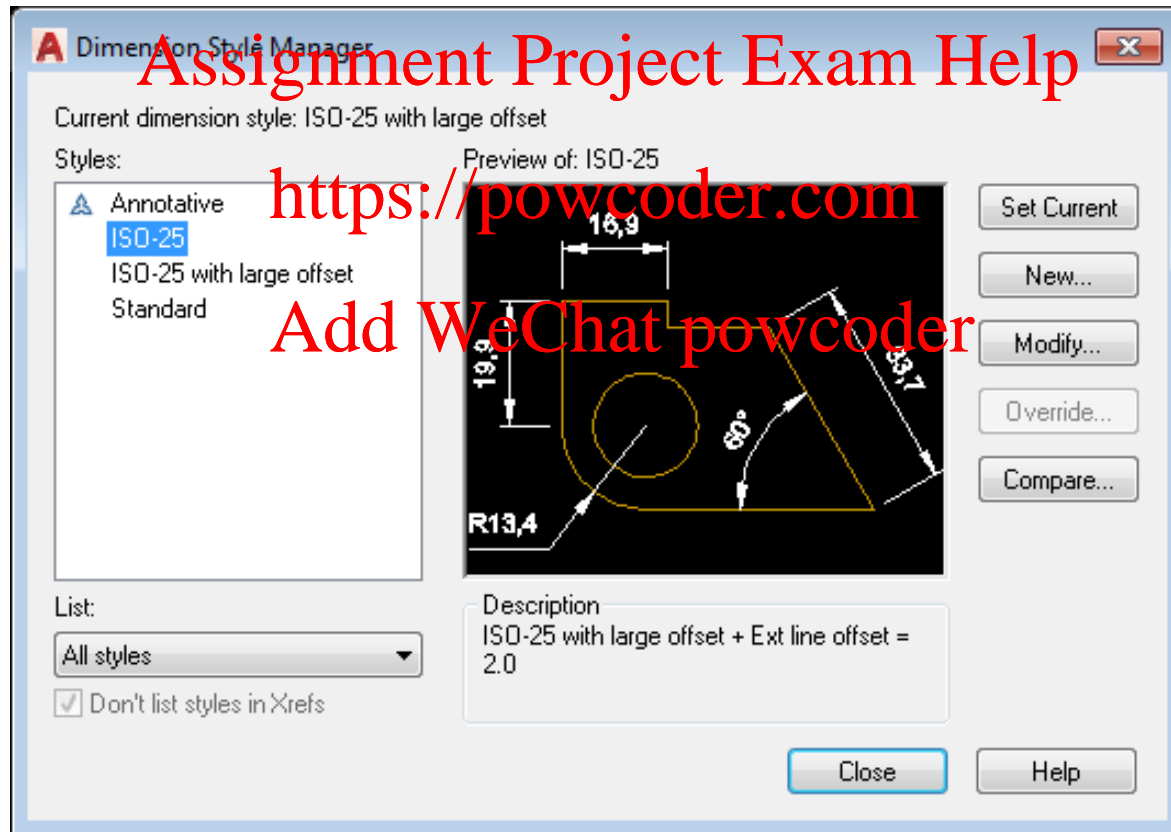 Dimension Style Manager
Assignment Project Exam Help
Current dimension style: ISO-25 with large offset
Styles:
Preview of: ISO-25
https://powcoder.com
Annotative
ISO-25
ISO-25 with large offset
Standard
16,9
19,9
33,7
60°
R13,4
Add WeChat powcoder
Set Current
New...
Modify...
Override...
Compare...
List:
All styles
Don't list styles in Xrefs
Description
ISO-25 with large offset + Ext line offset =
2.0
Close
Help